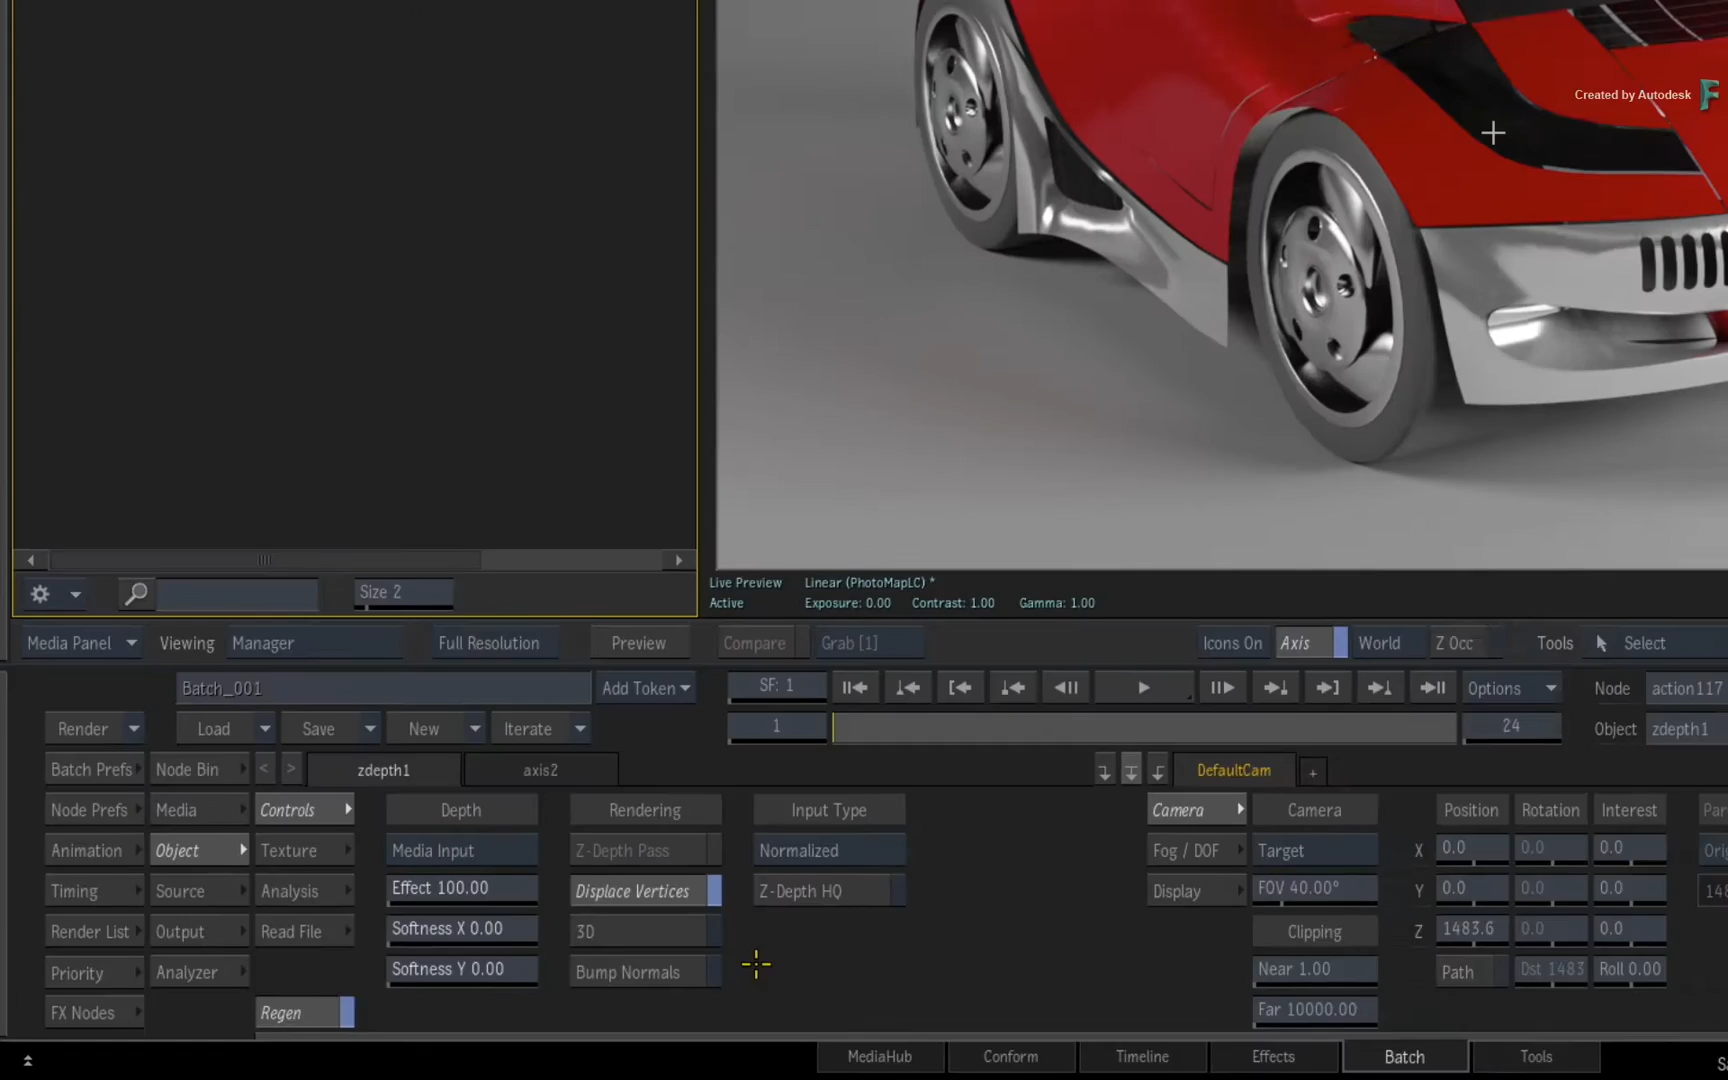 Created by Autodesk
Size 2
Live Preview Linear (PhotoMapLC) *
Active Exposure: 0.00 Contrast: 1.00 Gamma: 1.00
Media Panel Viewing Manager Full Resolution Preview Compare Grab [1] Icons On Axis World Z Occ Tools Select
Batch_001 Add Token SF: 1 Options Node action117
Render Load Save New Iterate 1 24 Object zdepth1
Batch Prefs Node Bin < > zdepth1 axis2 DefaultCam +
Node Prefs Media Controls Depth Rendering Input Type Camera Camera Position Rotation Interest
Animation Object Texture Media Input Z-Depth Pass Normalized Fog / DOF Target X 0.0 0.0 0.0
Timing Source Analysis Effect 100.00 Displace Vertices Z-Depth HQ Display FOV 40.00° Y 0.0 0.0 0.0
Render List Output Read File Softness X 0.00 3D Clipping Z 1483.6 0.0 0.0
Priority Analyzer Softness Y 0.00 Bump Normals Near 1.00 Path Dst 1483 Roll 0.00
FX Nodes Regen Far 10000.00
MediaHub Conform Timeline Effects Batch Tools